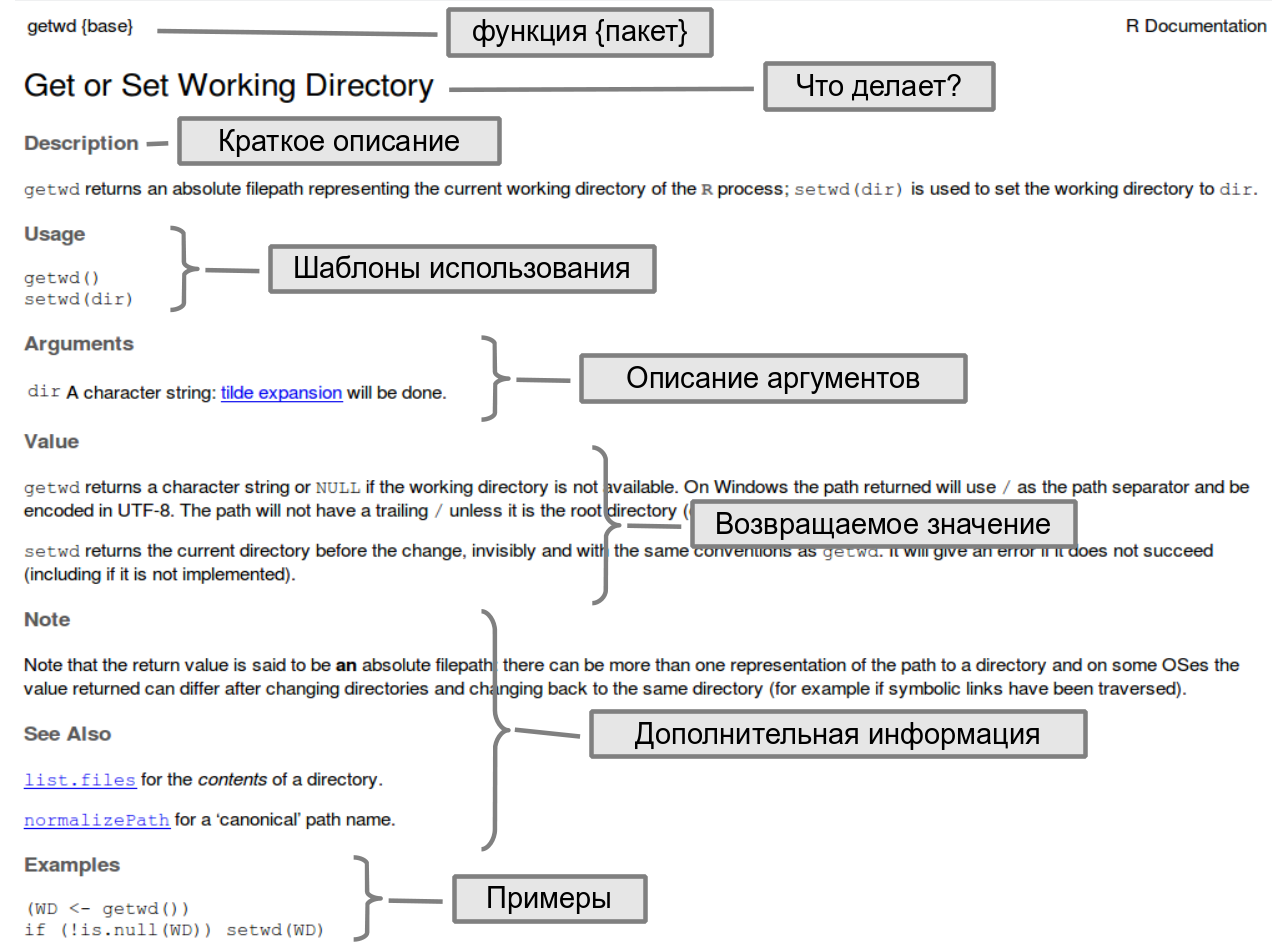 getwd {base}
функция {пакет}
R Documentation
Get or Set Working Directory
Что делает?
Description
Краткое описание
getwd returns an absolute filepath representing the current working directory of the R process; setwd(dir) is used to set the working directory to dir.
Usage
Шаблоны использования
getwd()
setwd(dir)
Arguments
Описание аргументов
dir A character string: tilde expansion will be done.
Value
getwd returns a character string or NULL if the working directory is not available. On Windows the path returned will use / as the path separator and be
encoded in UTF-8. The path will not have a trailing / unless it is the root directory (
Возвращаемое значение
setwd returns the current directory before the change, invisibly and with the same conventions as getwd. It will give an error if it does not succeed
(including if it is not implemented).
Note
Note that the return value is said to be an absolute filepath: there can be more than one representation of the path to a directory and on some OSes the
value returned can differ after changing directories and changing back to the same directory (for example if symbolic links have been traversed).
See Also
Дополнительная информация
list.files for the contents of a directory.
normalizePath for a ‘canonical’ path name.
Examples
Примеры
(WD <- getwd())
if (!is.null(WD)) setwd(WD)